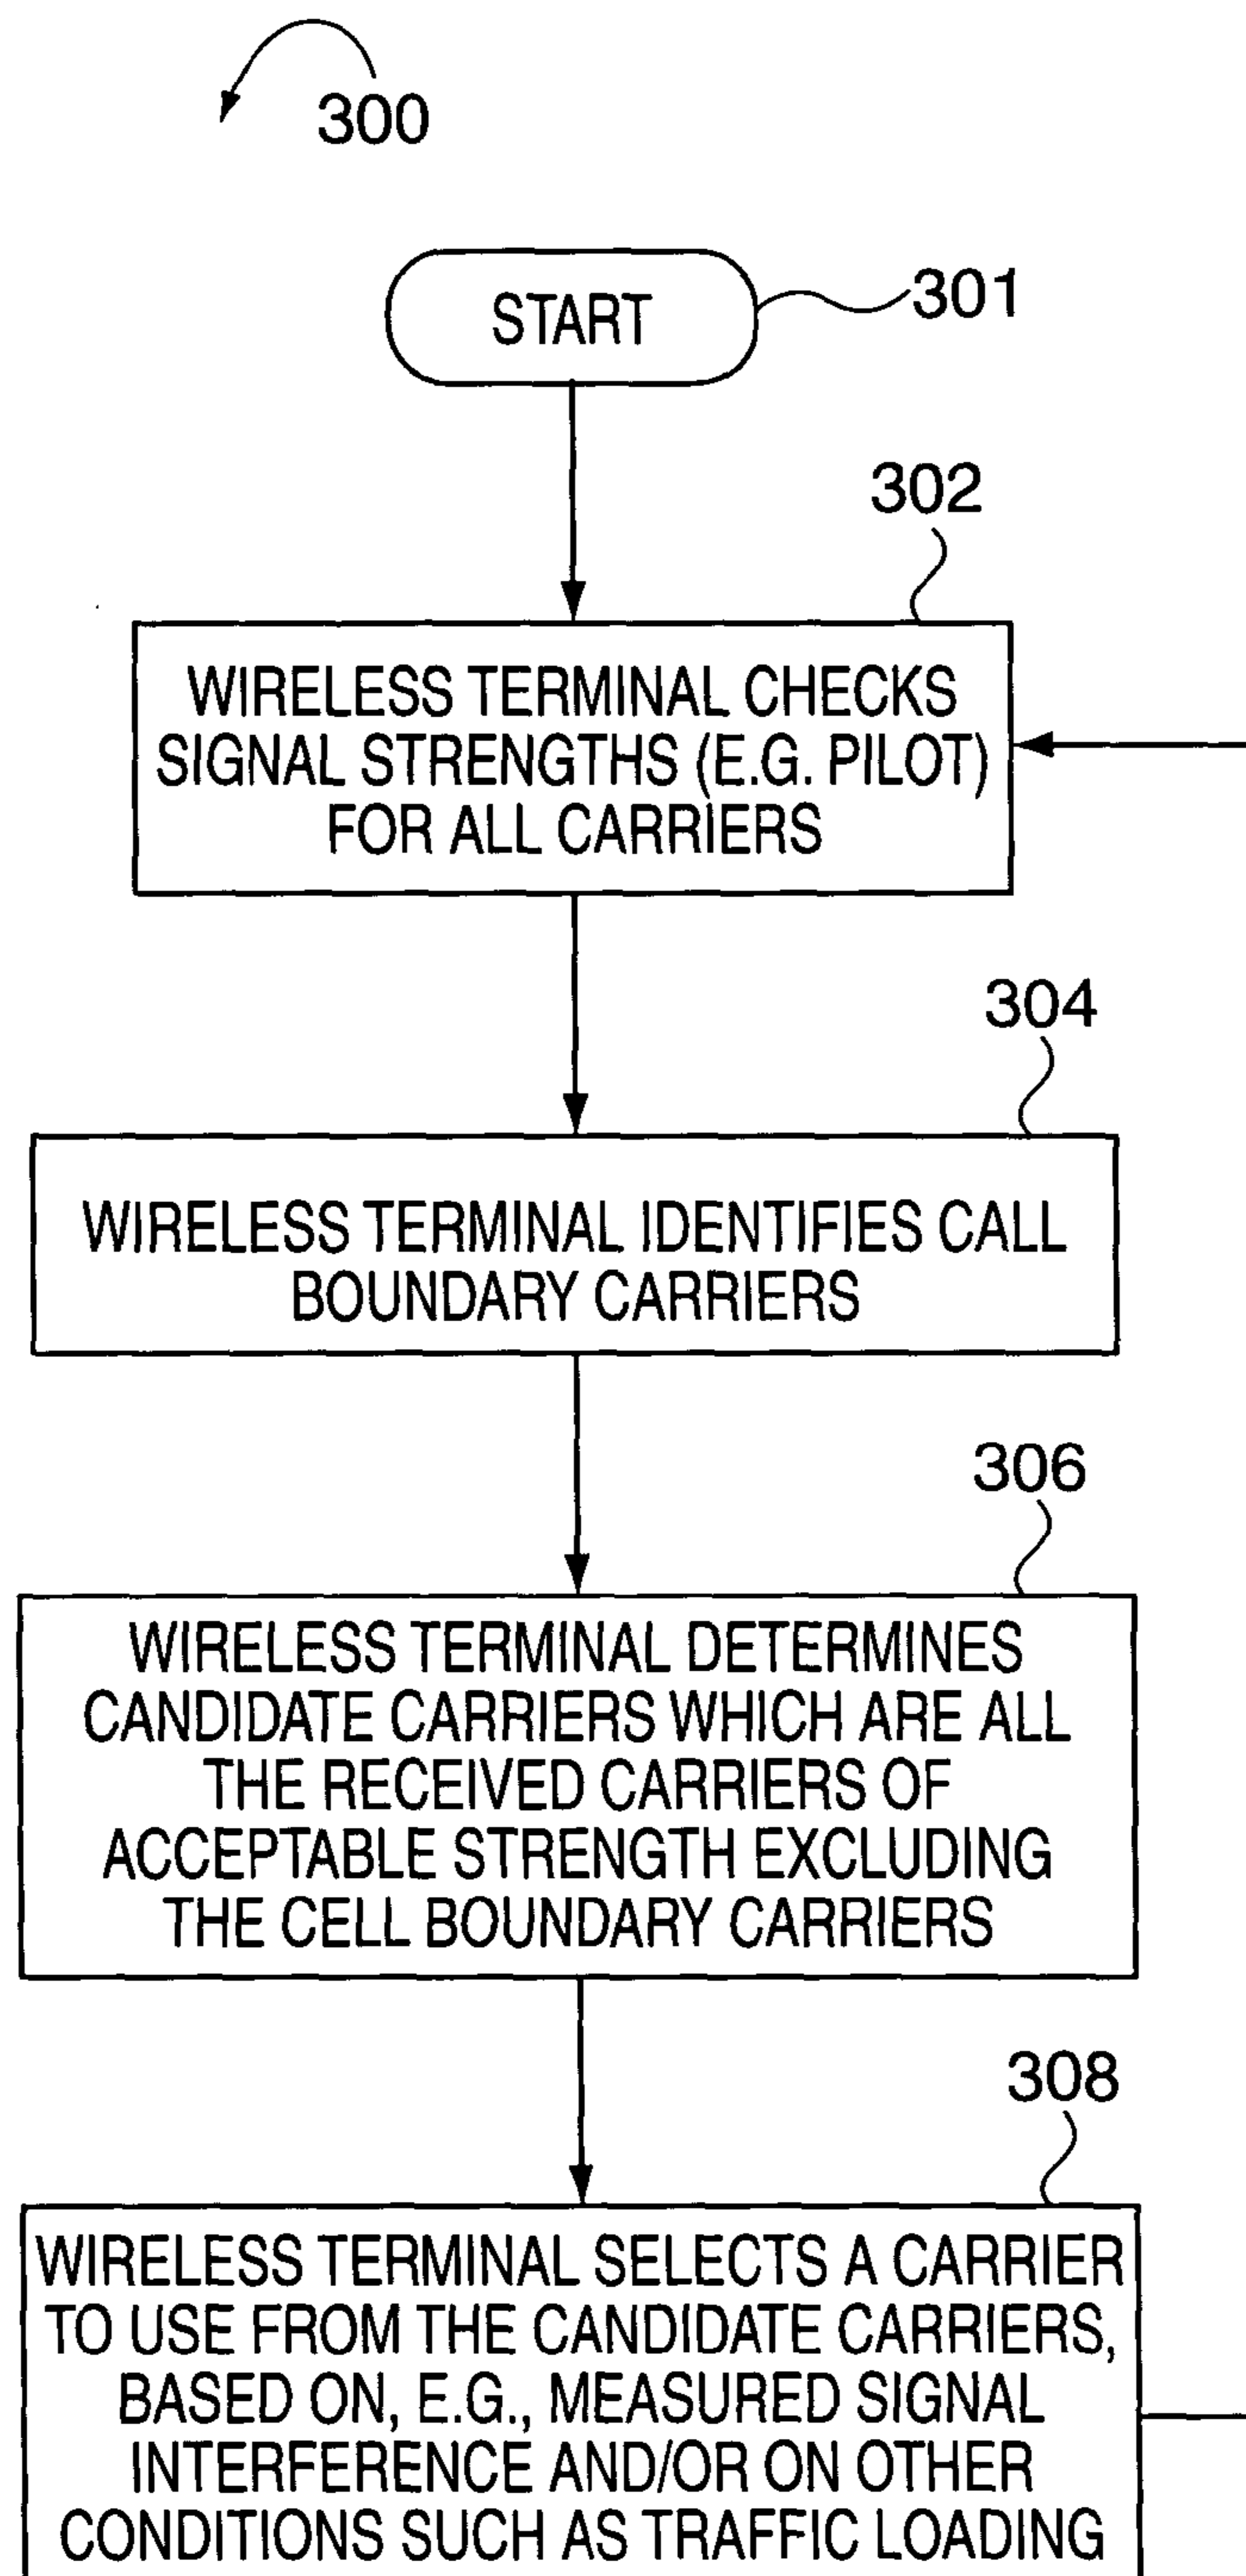 300
START
301
302
WIRELESS TERMINAL CHECKS
SIGNAL STRENGTHS (E.G. PILOT)
FOR ALL CARRIERS
304
WIRELESS TERMINAL IDENTIFIES CALL
BOUNDARY CARRIERS
306
WIRELESS TERMINAL DETERMINES
CANDIDATE CARRIERS WHICH ARE ALL
THE RECEIVED CARRIERS OF
ACCEPTABLE STRENGTH EXCLUDING
THE CELL BOUNDARY CARRIERS
308
WIRELESS TERMINAL SELECTS A CARRIER
TO USE FROM THE CANDIDATE CARRIERS,
BASED ON, E.G., MEASURED SIGNAL
INTERFERENCE AND/OR ON OTHER
CONDITIONS SUCH AS TRAFFIC LOADING